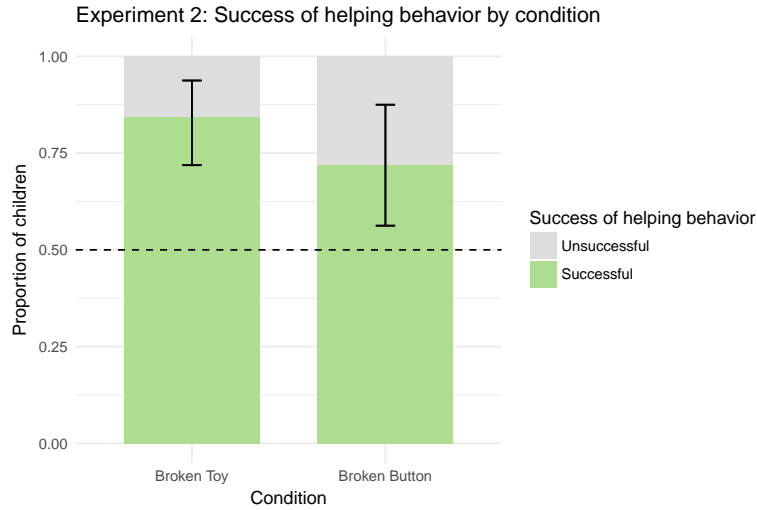 Experiment 2: Success of helping behavior by condition
1.00
0.75
0.50
0.25
0.00
Proportion of children
Broken Toy
Broken Button
Condition
Success of helping behavior
Unsuccessful
Successful